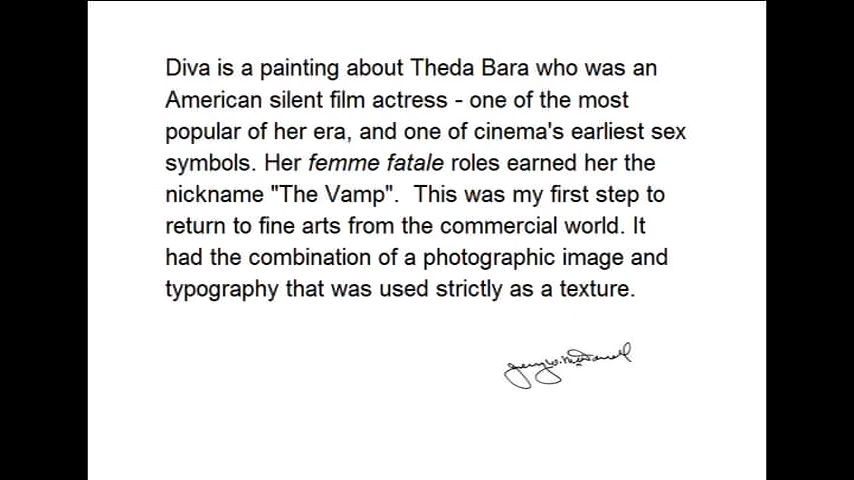 Diva is a painting about Theda Bara who was an
American silent film actress - one of the most
popular of her era, and one of cinema's earliest sex
symbols. Her femme fatale roles earned her the
nickname "The Vamp".  This was my first step to
return to fine arts from the commercial world. It
had the combination of a photographic image and
typography that was used strictly as a texture.